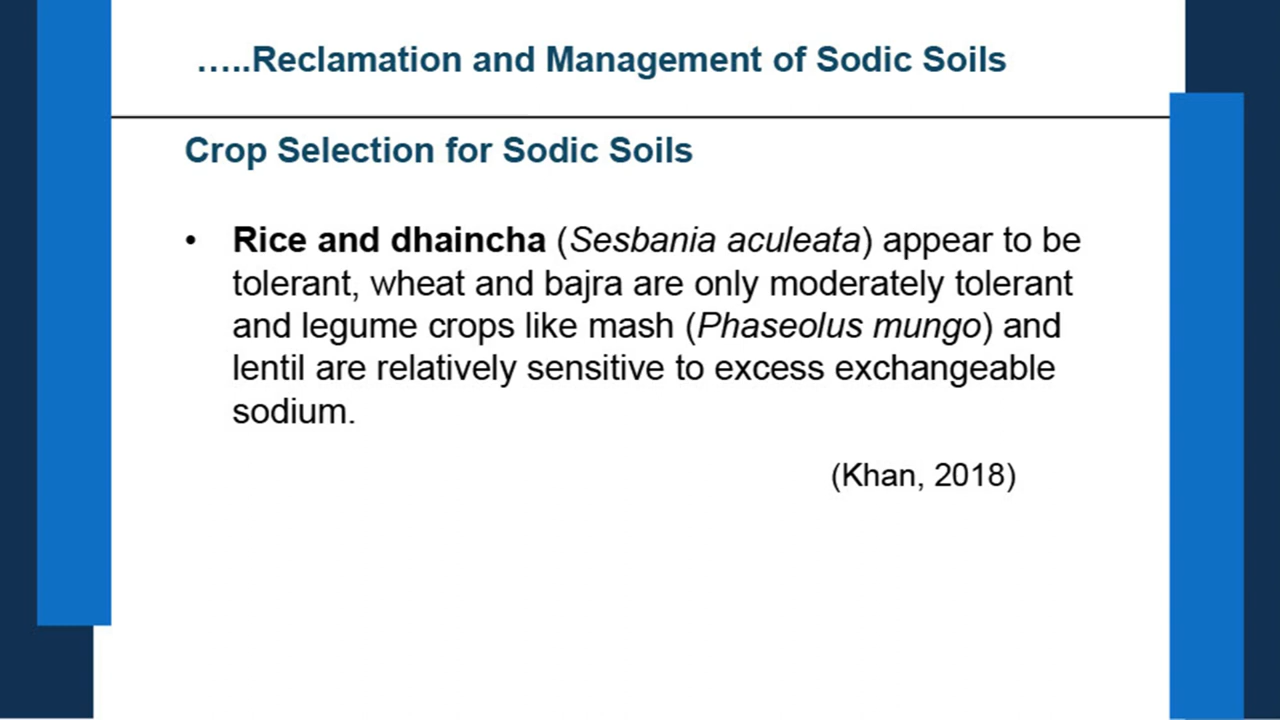 …..Reclamation and Management of Sodic Soils
Crop Selection for Sodic Soils
• Rice and dhaincha (Sesbania aculeata) appear to be
tolerant, wheat and bajra are only moderately tolerant
and legume crops like mash (Phaseolus mungo) and
lentil are relatively sensitive to excess exchangeable
sodium.
(Khan, 2018)